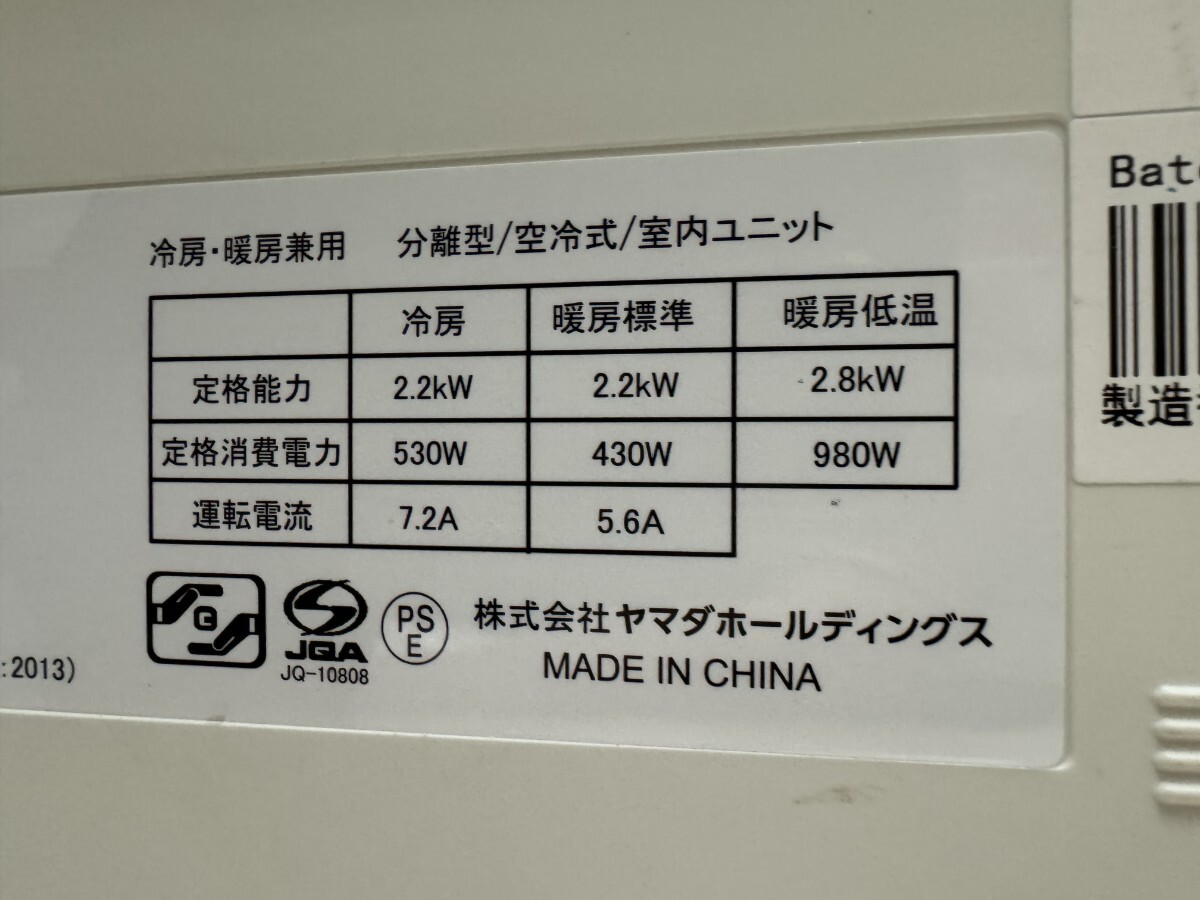 冷房・暖房兼用 分離型/空冷式/室内ユニット
冷房 暖房標準 暖房低温
定格能力 2.2kW 2.2kW 2.8kW
定格消費電力 530W 430W 980W
運転電流 7.2A 5.6A
JQA
JQ-10808
PS
E
株式会社ヤマダホールディングス
MADE IN CHINA
:2013)
製造